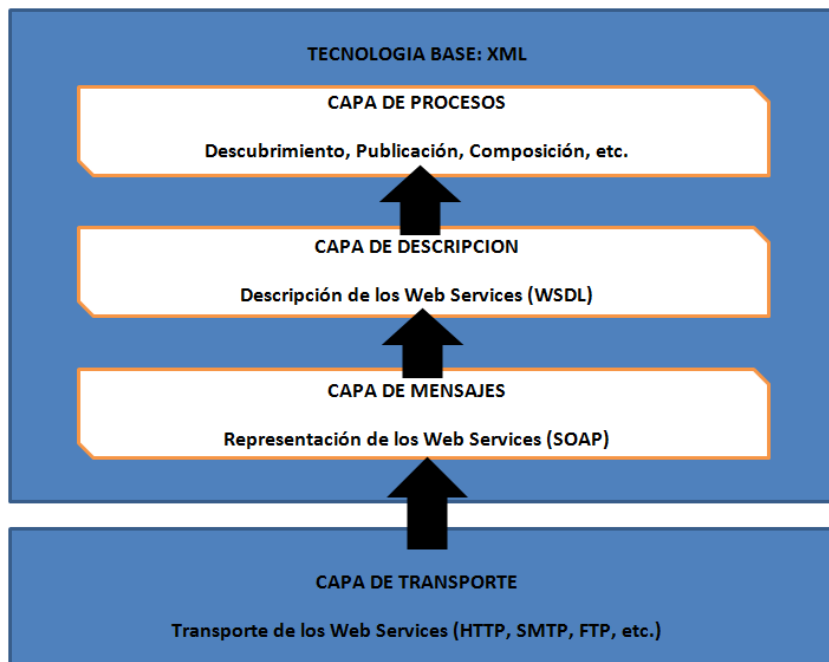 TECNOLOGIA BASE: XML
CAPA DE PROCESOS
Descubrimiento, Publicación, Composición, etc.
CAPA DE DESCRIPCION
Descripción de los Web Services (WSDL)
CAPA DE MENSAJES
Representación de los Web Services (SOAP)
CAPA DE TRANSPORTE
Transporte de los Web Services (HTTP, SMTP, FTP, etc.)